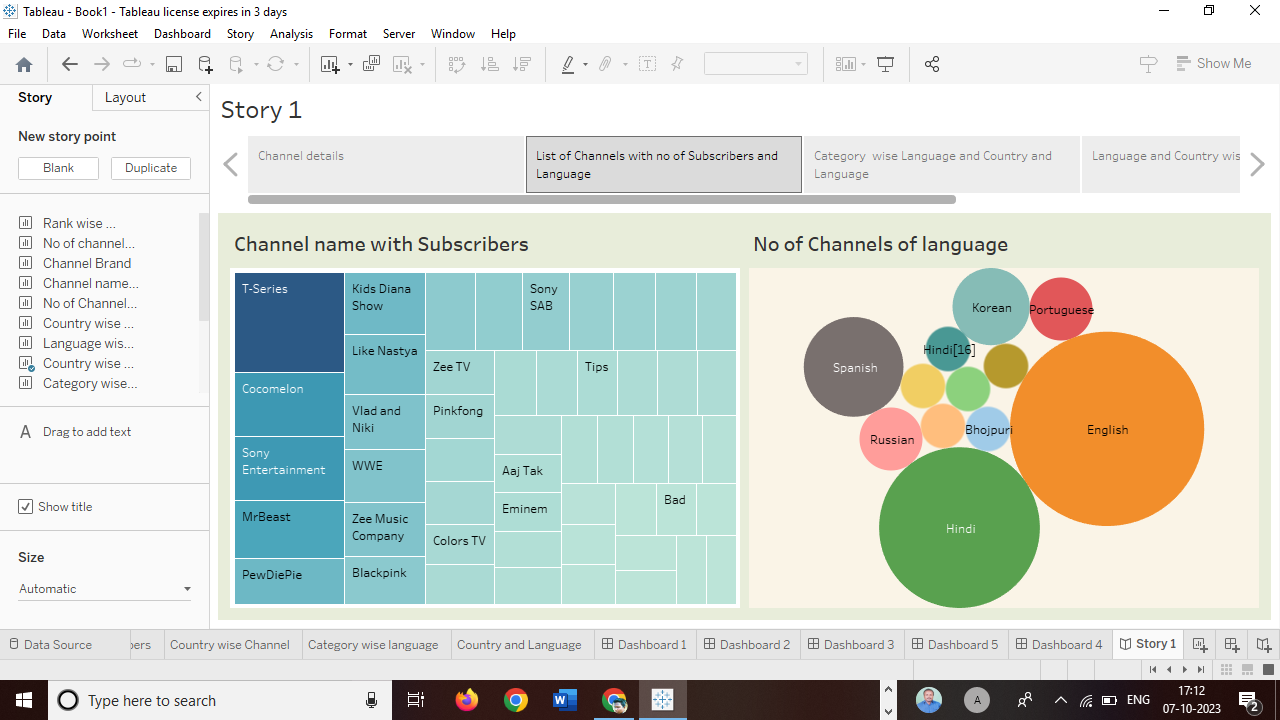 Tableau - Book1 - Tableau license expires in 3 days
File Data Worksheet Dashboard Story Analysis Format Server Window Help
Show Me
Story Layout
New story point
Blank Duplicate
Rank wise ...
No of channel...
Channel Brand
Channel name...
No of Channel...
Country wise ...
Language wis...
Country wise ...
Category wise...
A Drag to add text
Show title
Size
Automatic
Story 1
Channel details
List of Channels with no of Subscribers and
Language
Category wise Language and Country and
Language
Language and Country wis
Channel name with Subscribers
T-Series
Cocomelon
Sony
Entertainment
MrBeast
PewDiePie
Kids Diana
Show
Like Nastya
Vlad and
Niki
WWE
Zee Music
Company
Blackpink
Sony
SAB
Zee TV
Tips
Pinkfong
Aaj Tak
Eminem
Bad
Colors TV
No of Channels of language
Korean
Portuguese
Hindi[16]
Spanish
Bhojpuri
English
Russian
Hindi
Data Source
bers
Country wise Channel
Category wise language
Country and Language
Dashboard 1
Dashboard 2
Dashboard 3
Dashboard 5
Dashboard 4
Story 1
Type here to search
A
ENG
17:12
07-10-2023
2